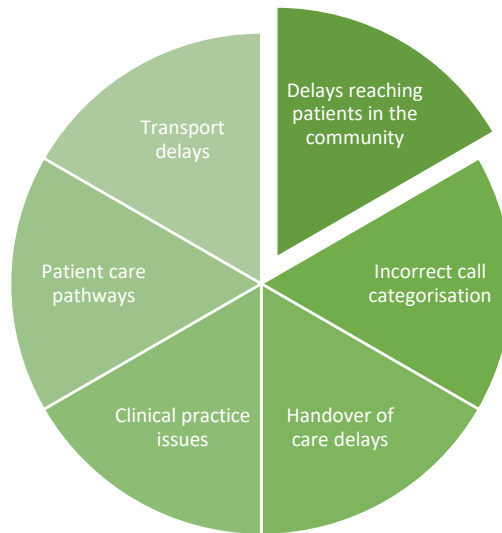 Delays reaching
patients in the
community
Incorrect call
categorisation
Handover of
care delays
Clinical practice
issues
Patient care
pathways
Transport
delays